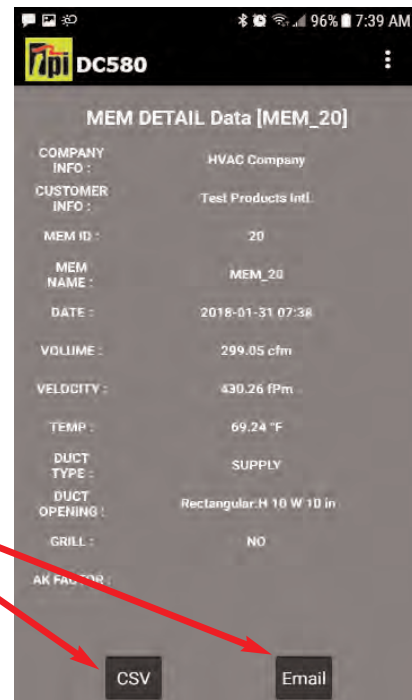 96% 7:39 AM
TPI DC580
MEM DETAIL Data [MEM_20]
COMPANY
INFO :
HVAC Company
CUSTOMER
INFO :
Test Products Intl.
MEM ID : 20
MEM
NAME :
MEM_20
DATE : 2018-01-31 07:38
VOLUME : 299.05 cfm
VELOCITY : 430.26 fPm
TEMP : 69.24 °F
DUCT
TYPE :
SUPPLY
DUCT
OPENING :
Rectangular:H 10 W 10 in
GRILL : NO
AK FACTOR :
CSV Email